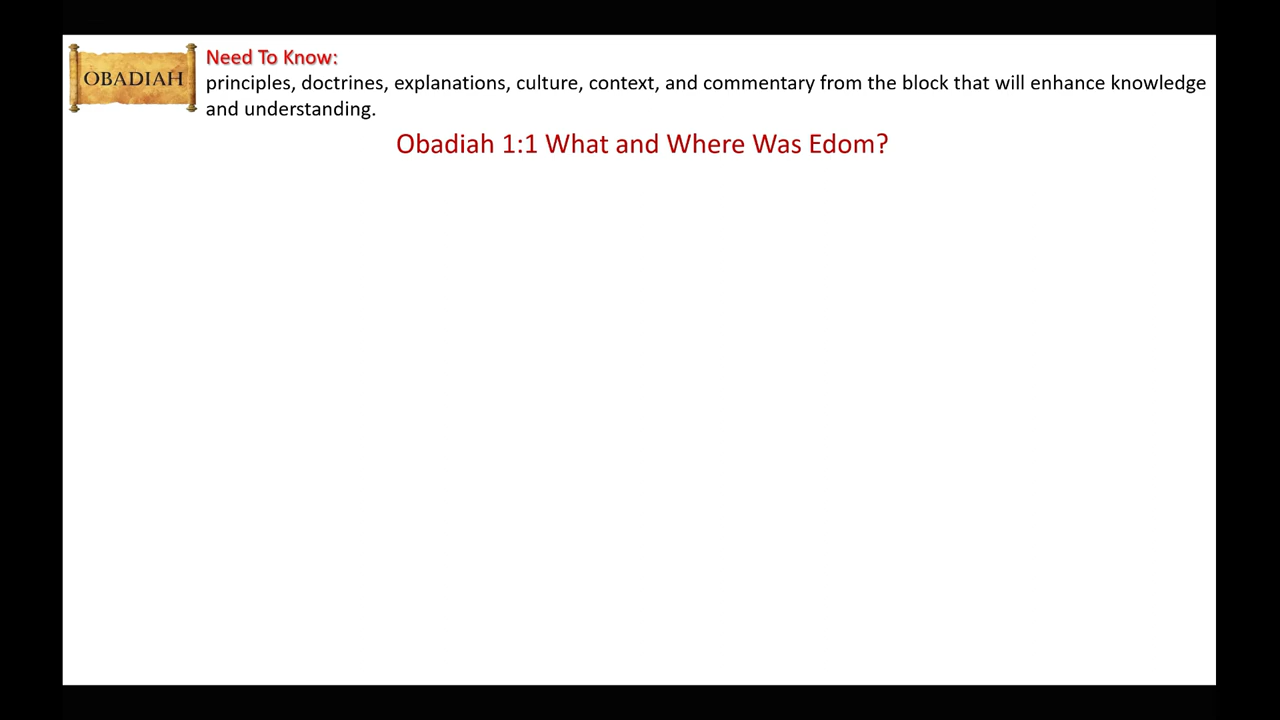 OBADIAH
Need To Know:
principles, doctrines, explanations, culture, context, and commentary from the block that will enhance knowledge
and understanding.
Obadiah 1:1 What and Where Was Edom?